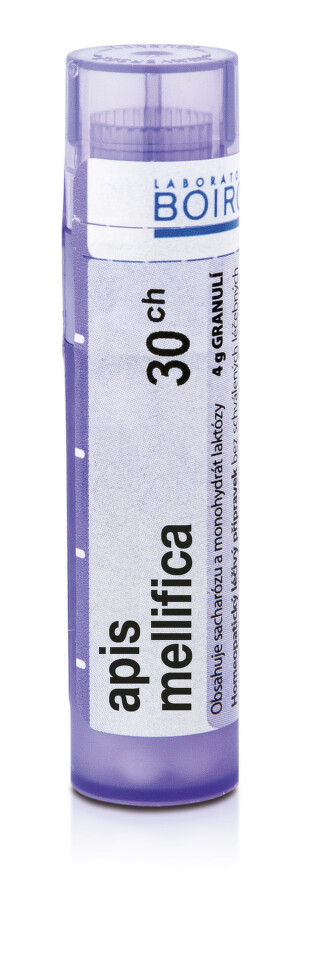 LABORATO
BOIRO
apis
mellifica
30 ch
4 g GRANULÍ
Obsahuje sacharózu a monohydrát laktózy
Homeopatický léčivý přípravek bez schválených léčebných